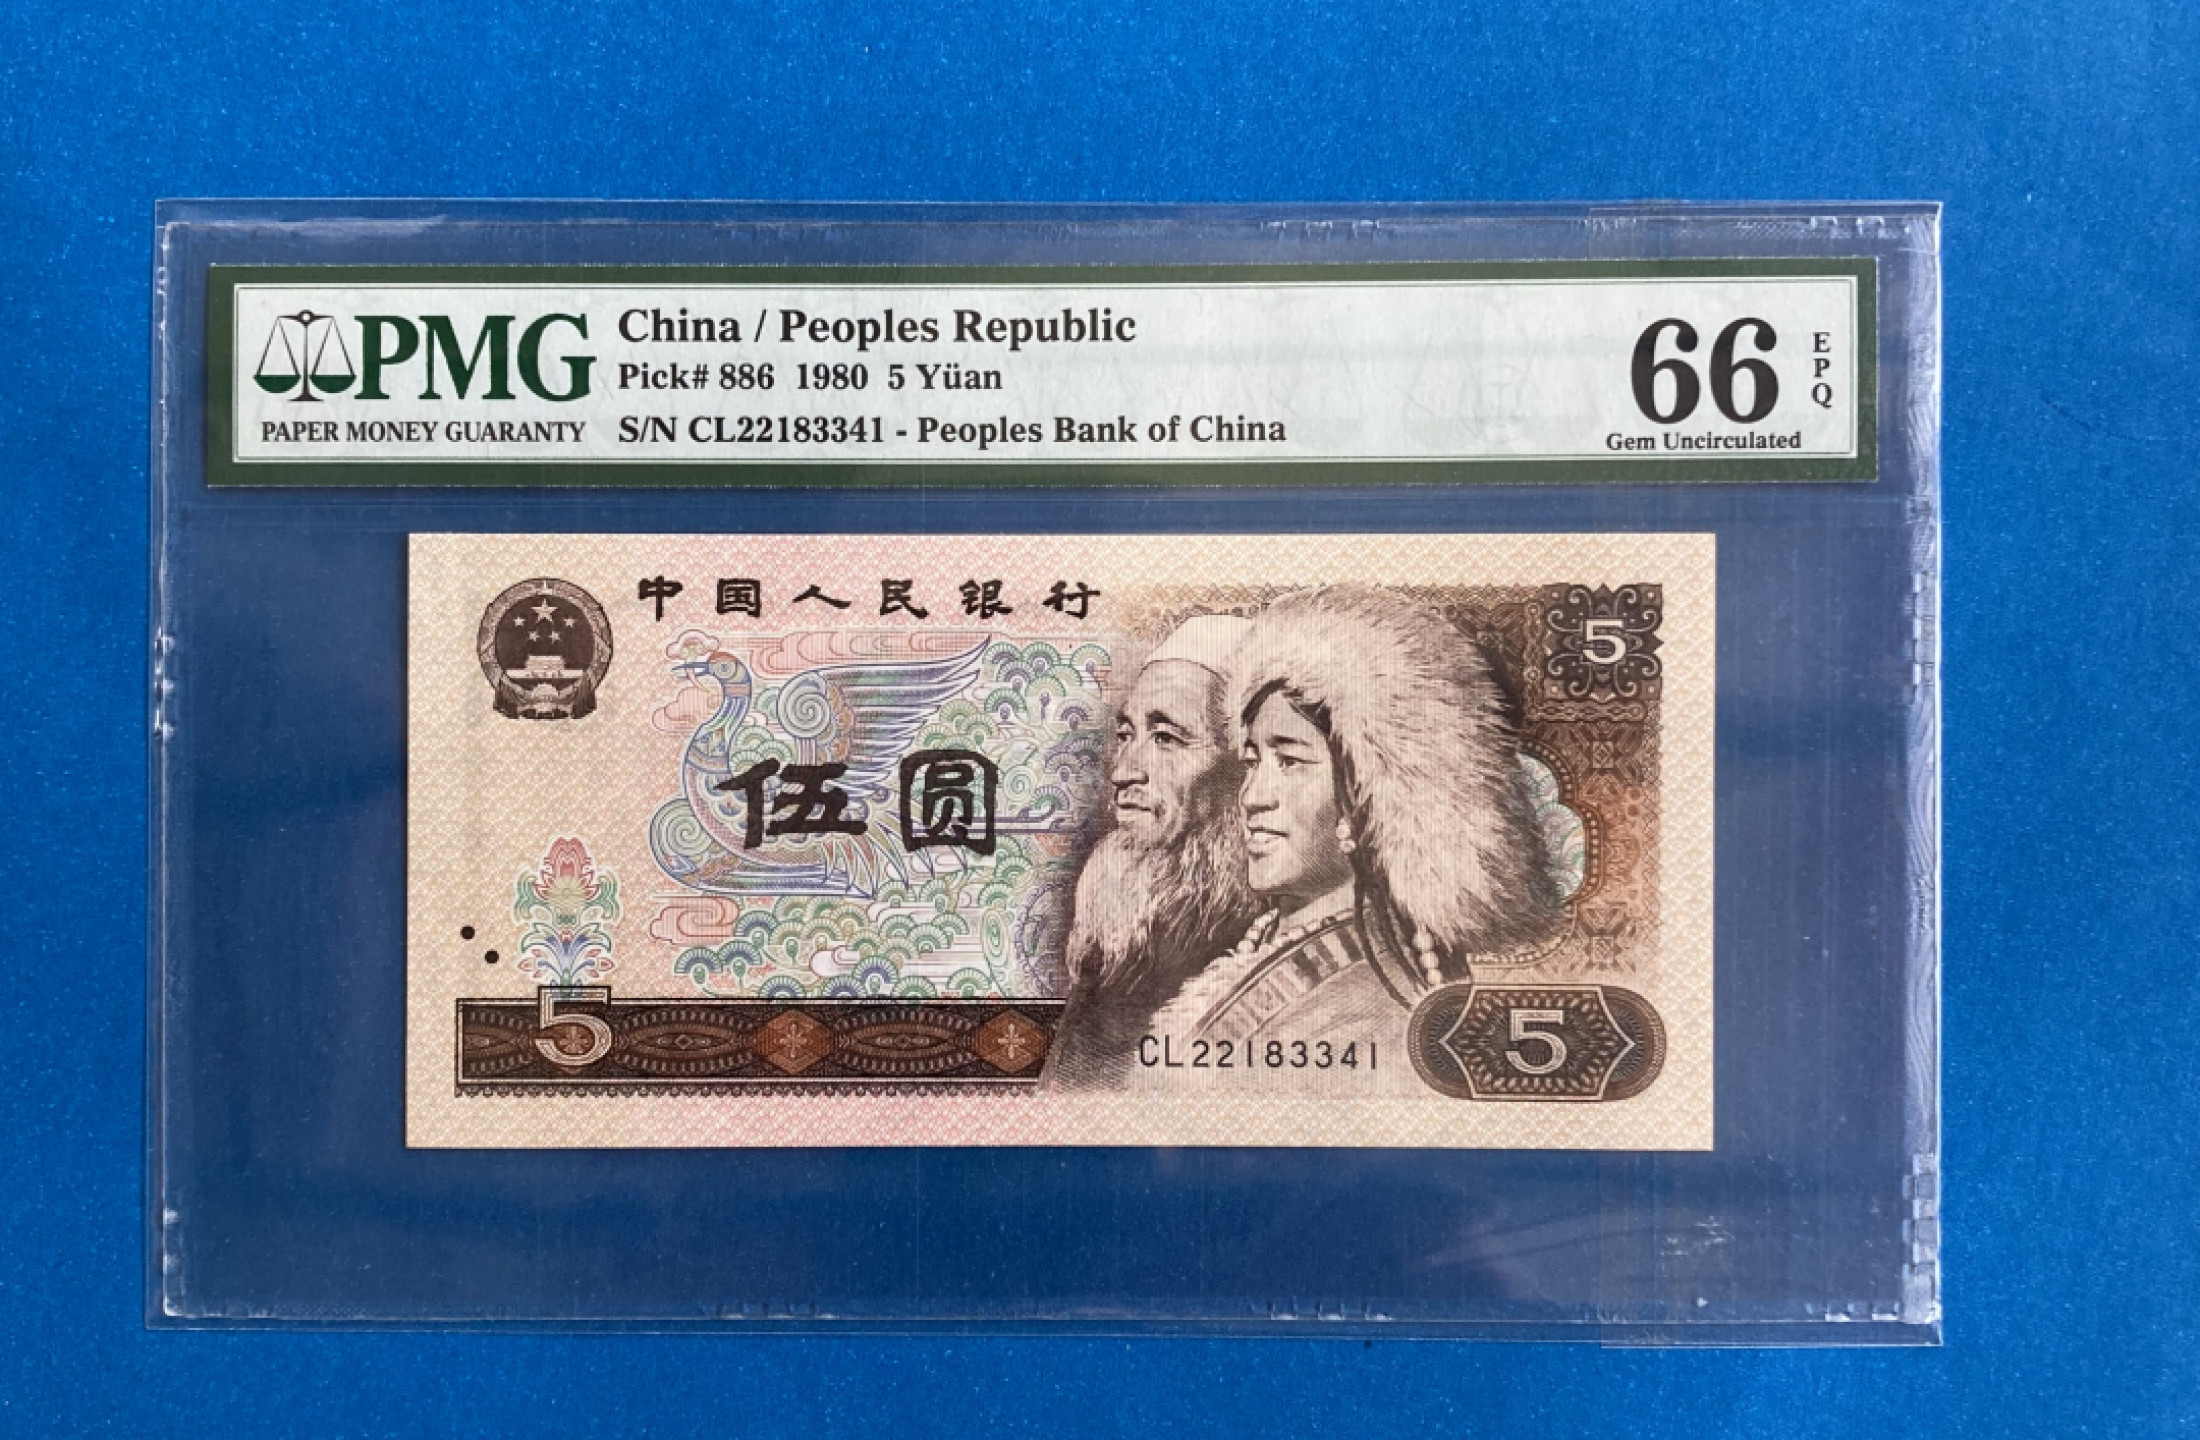 PMG
PAPER MONEY GUARANTY
China / Peoples Republic
Pick# 886 1980 5 Yüan
S/N CL22183341 - Peoples Bank of China
66
EPQ
Gem Uncirculated
中国人民银行
5
伍圆
5
CL22183341
5